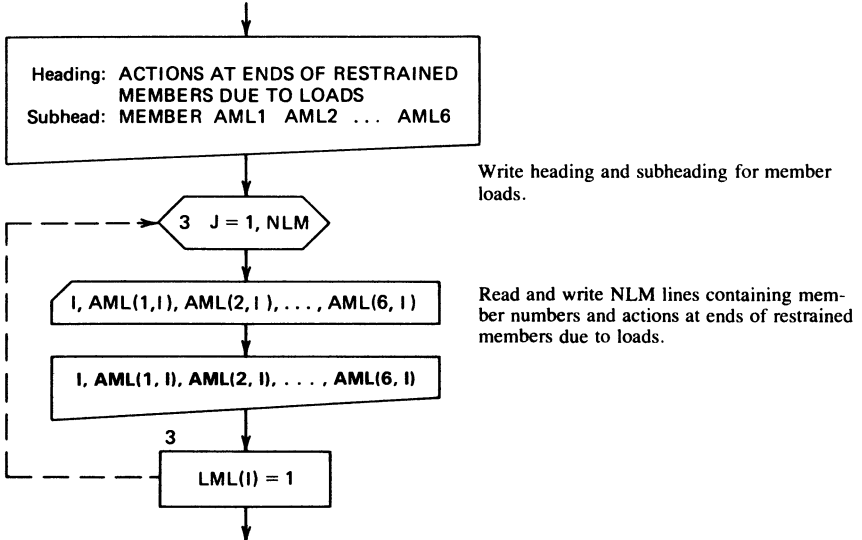 Heading: ACTIONS AT ENDS OF RESTRAINED
MEMBERS DUE TO LOADS
Subhead: MEMBER AML1 AML2 ... AML6
Write heading and subheading for member
loads.
3 J = 1, NLM
I, AML(1,I), AML(2,I), . . . , AML(6, I)
Read and write NLM lines containing mem-
ber numbers and actions at ends of restrained
members due to loads.
I, AML(1, I), AML(2, I), . . . , AML(6, I)
3
LML(I) = 1